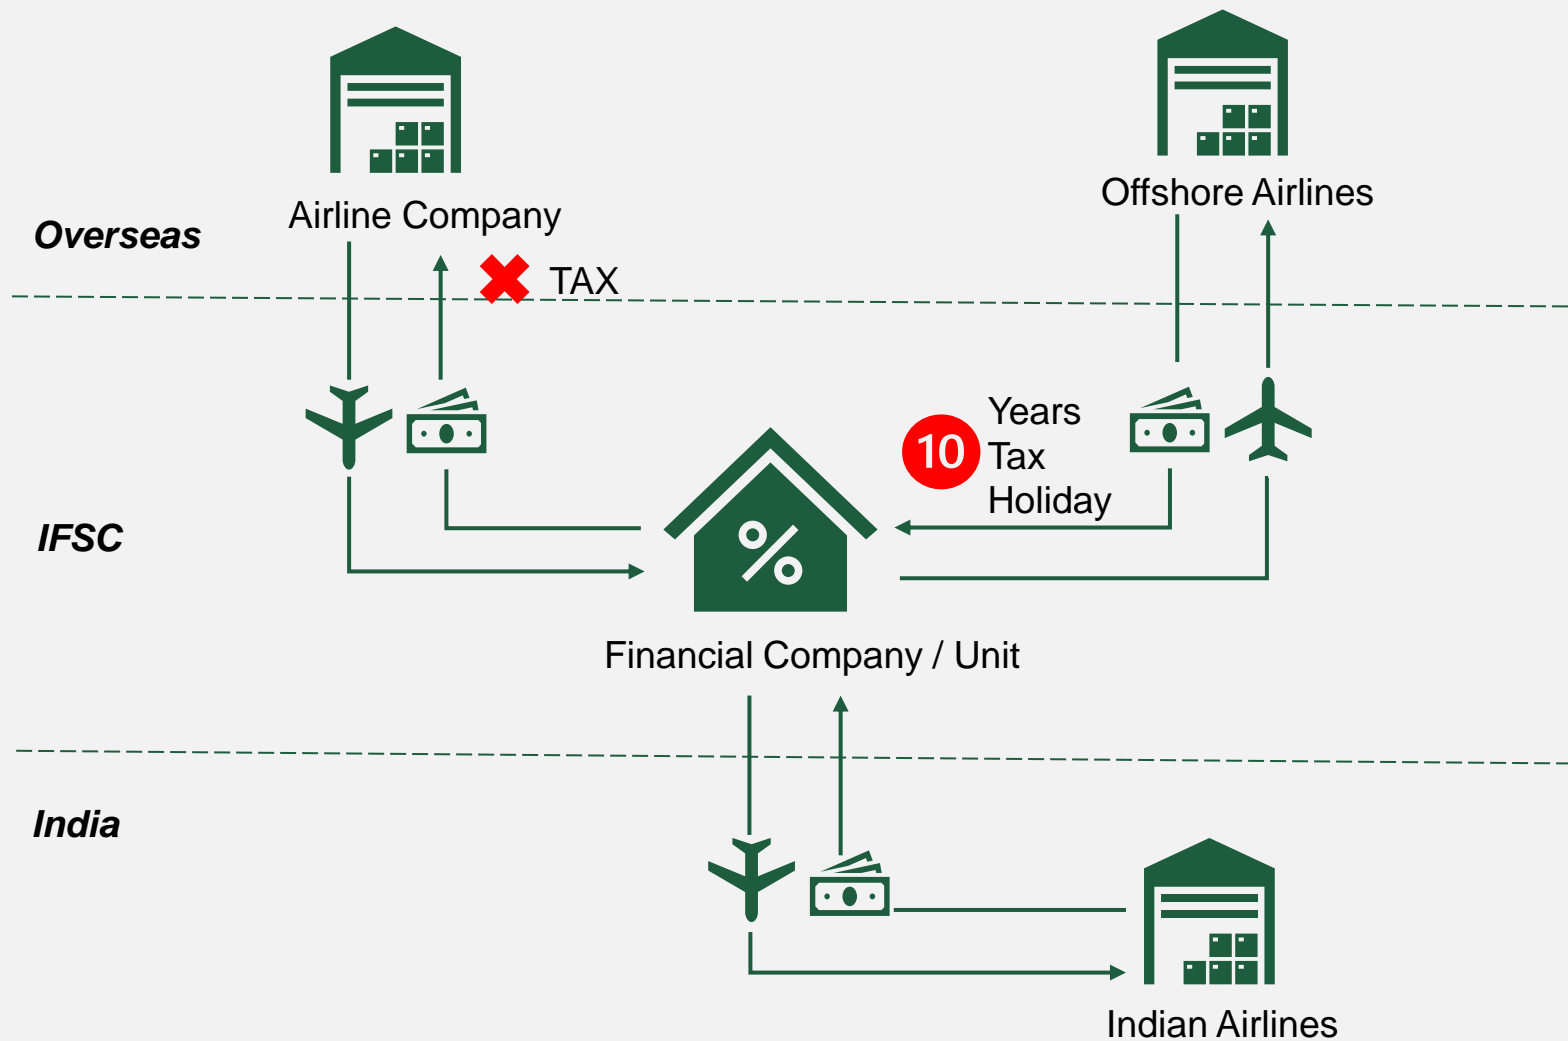 Airline Company
Offshore Airlines
Overseas
TAX
10
Years
Tax
Holiday
IFSC
%
Financial Company / Unit
India
Indian Airlines